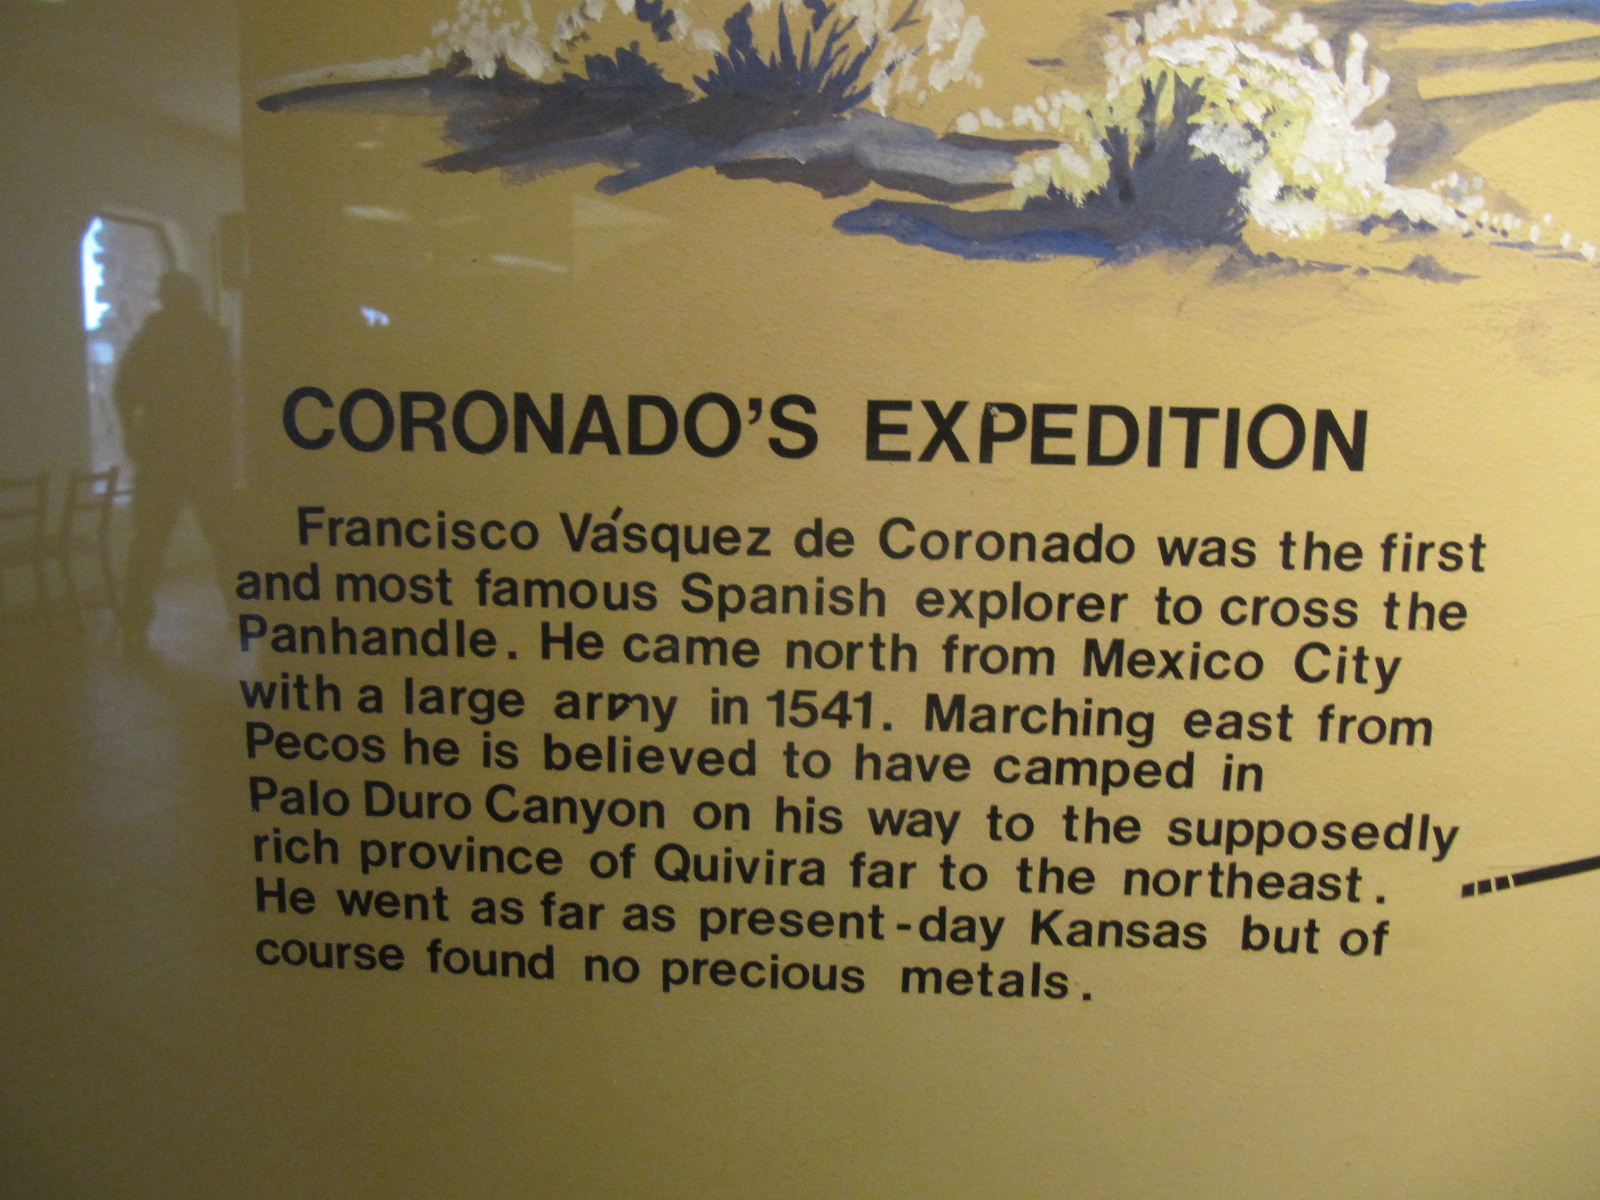 CORONADO'S EXPEDITION
Francisco Vásquez de Coronado was the first
and most famous Spanish explorer to cross the
Panhandle. He came north from Mexico City
with a large army in 1541. Marching east from
Pecos he is believed to have camped in
Palo Duro Canyon on his way to the supposedly
rich province of Quivira far to the northeast.
He went as far as present-day Kansas but of
course found no precious metals.